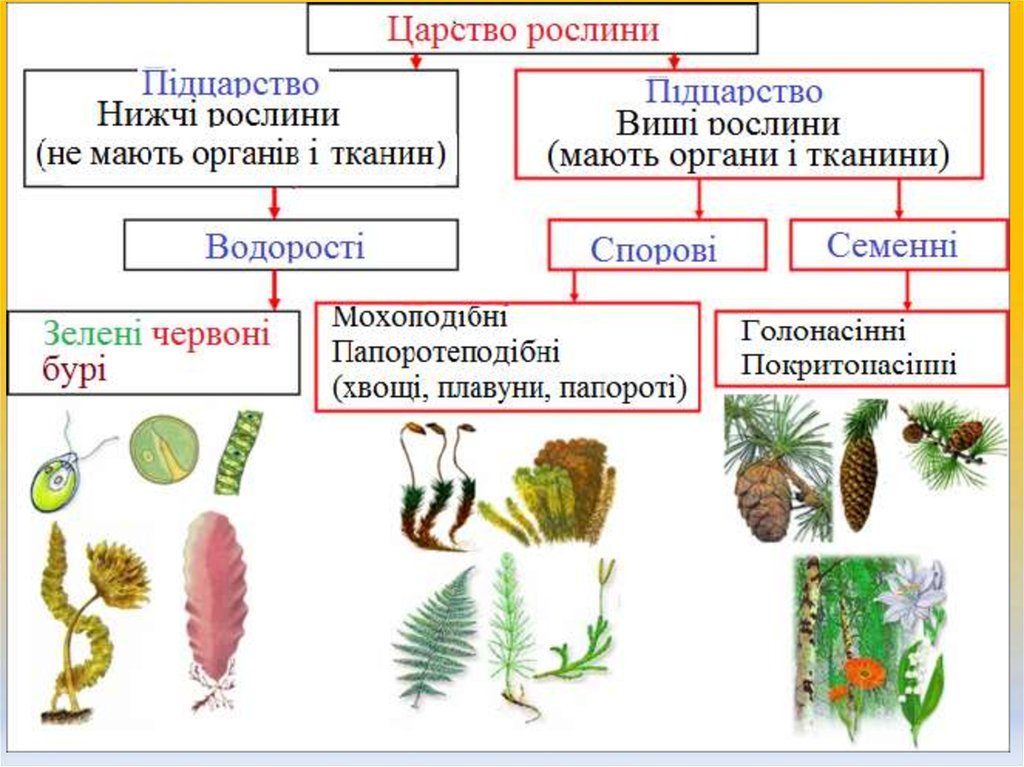 Царство рослини
Підцарство
Нижчі рослини
(не мають органів і тканин)
Підцарство
Виші рослини
(мають органи і тканини)
Водорості
Спорові
Семенні
Зелені червоні
бурі
Мохоподібні
Папоротеподібні
(хвощі, плавуни, папороті)
Голонасінні
Покритонасінні